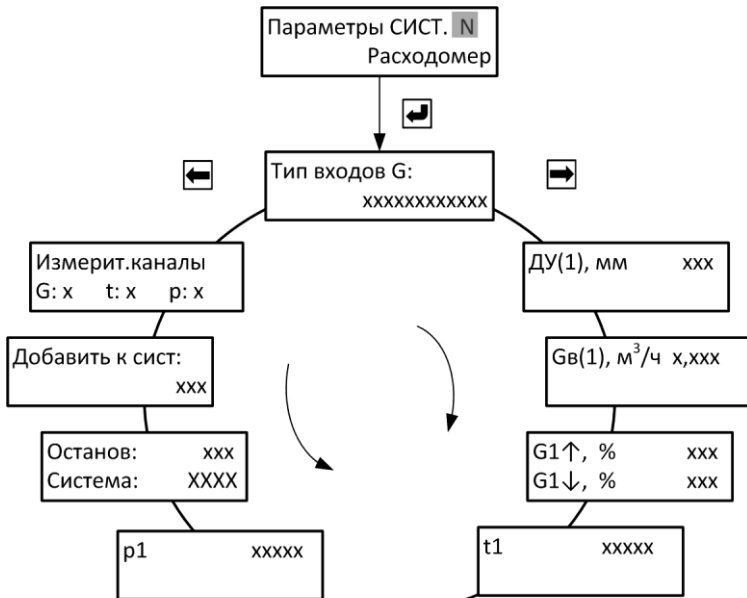 Параметры СИСТ. N
Расходомер
Тип входов G:
xxxxxxxxxxxx
Измерит.каналы
G: x t: x p: x
ДУ(1), мм xxx
Добавить к сист:
xxx
Gв(1), м³/ч x,xxx
Останов: xxx
Система: XXXX
G1↑, % xxx
G1↓, % xxx
p1 xxxxx
t1 xxxxx